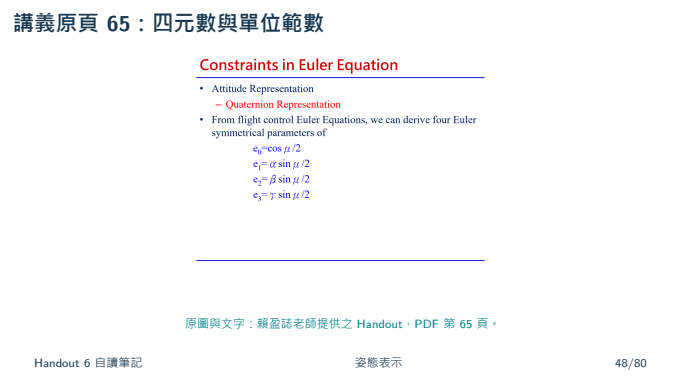 講義原頁 65：四元數與單位範數
Constraints in Euler Equation
• Attitude Representation
– Quaternion Representation
• From flight control Euler Equations, we can derive four Euler
symmetrical parameters of
e0=cos μ/2
e1= α sin μ/2
e2= β sin μ/2
e3= γ sin μ/2
原圖與文字：賴盈誌老師提供之 Handout · PDF 第 65 頁。
Handout 6 自讀筆記
姿態表示
48/80